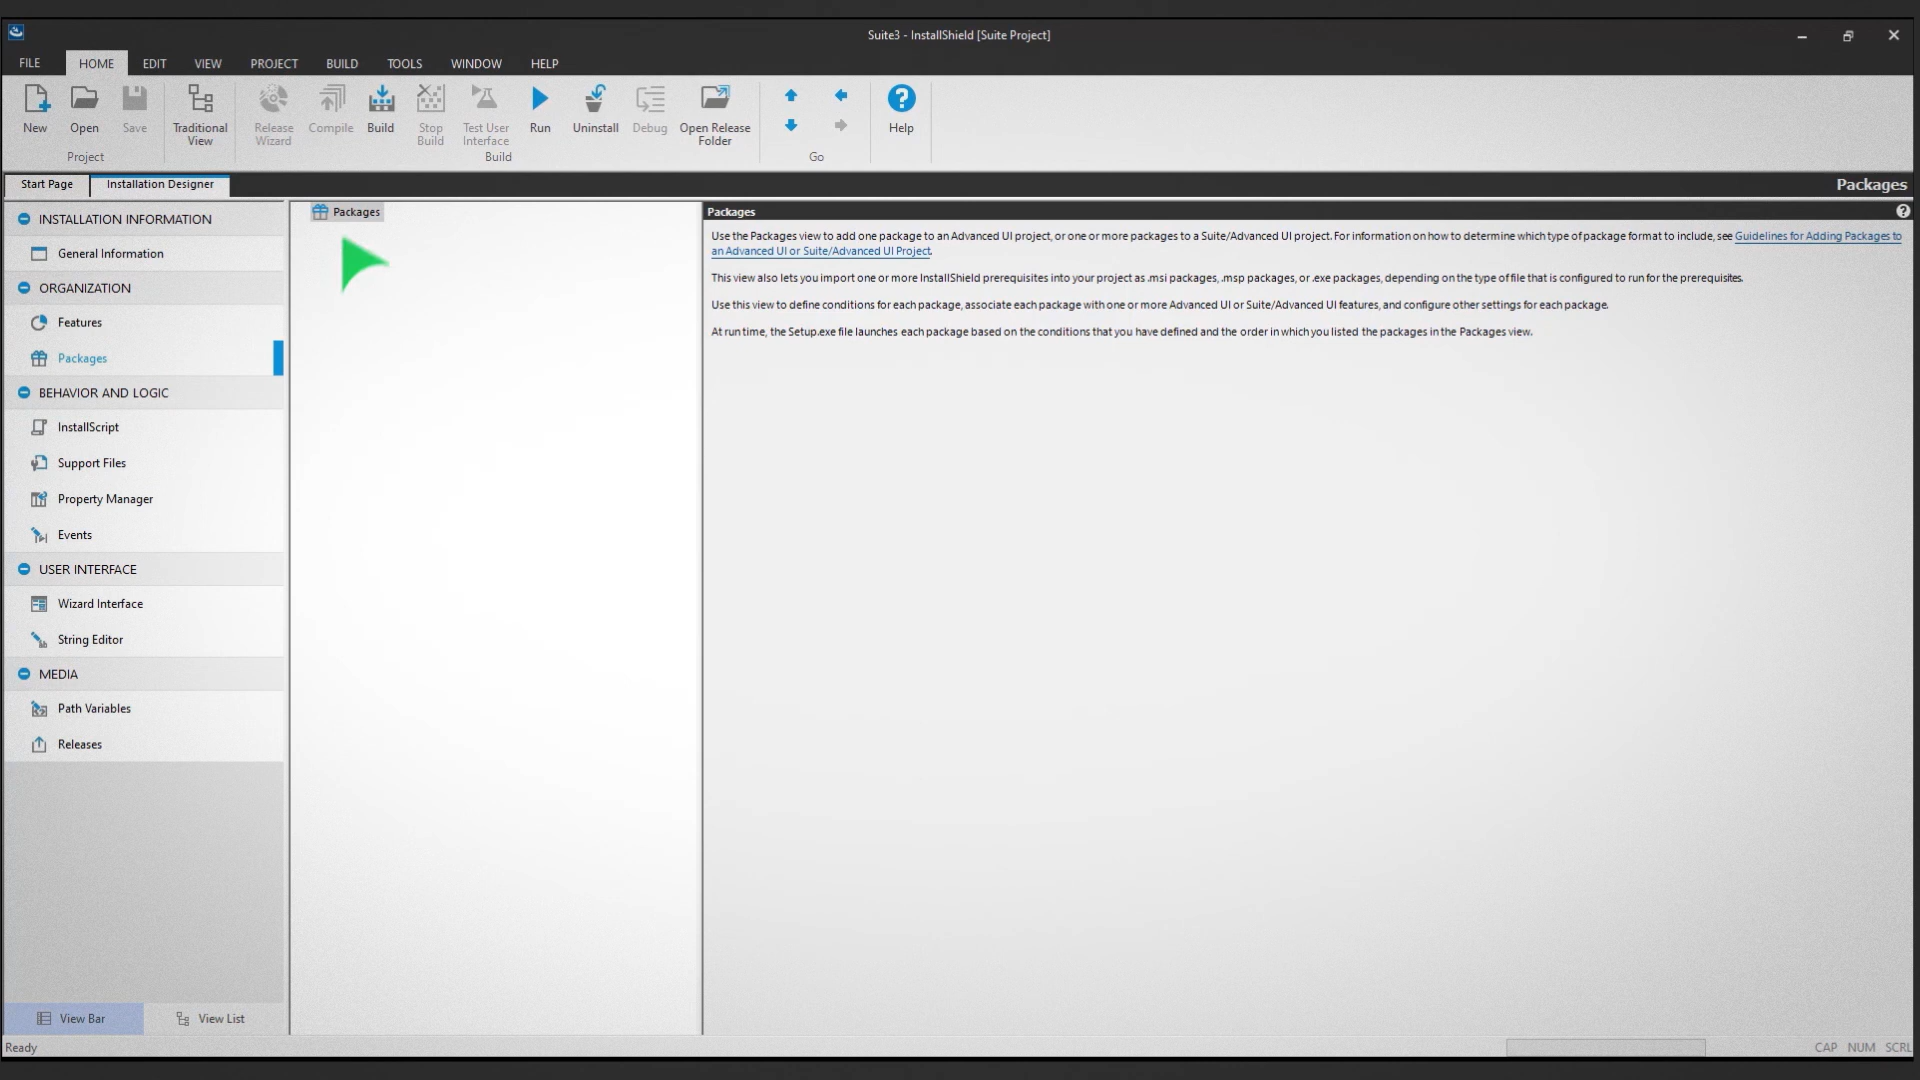 Suite3 - InstallShield [Suite Project]
FILE HOME EDIT VIEW PROJECT BUILD TOOLS WINDOW HELP
New Open Save Traditional View Release Wizard Compile Build Stop Build Test User Interface Run Uninstall Debug Open Release Folder Help
Project Build Go
Start Page Installation Designer Packages
INSTALLATION INFORMATION
General Information
ORGANIZATION
Features
Packages
BEHAVIOR AND LOGIC
InstallScript
Support Files
Property Manager
Events
USER INTERFACE
Wizard Interface
String Editor
MEDIA
Path Variables
Releases
View Bar View List
Packages
Packages
Use the Packages view to add one package to an Advanced UI project, or one or more packages to a Suite/Advanced UI project. For information on how to determine which type of package format to include, see Guidelines for Adding Packages to
an Advanced UI or Suite/Advanced UI Project.
This view also lets you import one or more InstallShield prerequisites into your project as .msi packages, .msp packages, or .exe packages, depending on the type of file that is configured to run for the prerequisites.
Use this view to define conditions for each package, associate each package with one or more Advanced UI or Suite/Advanced UI features, and configure other settings for each package.
At run time, the Setup.exe file launches each package based on the conditions that you have defined and the order in which you listed the packages in the Packages view.
Ready CAP NUM SCRL